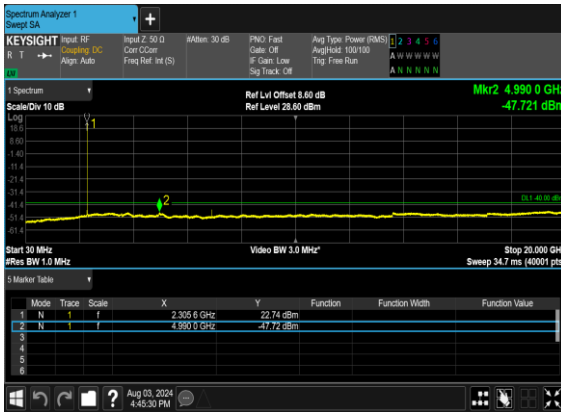 Spectrum Analyzer 1
Swept SA
+
KEYSIGHT Input: RF Input Z: 50 Ω #Atten: 30 dB PNO: Fast Avg Type: Power (RMS) 1 2 3 4 5 6
R T Coupling: DC Corr CCorr Gate: Off Avg|Hold: 100/100 A W W W W W
Align: Auto Freq Ref: Int (S) IF Gain: Low Trig: Free Run
LXI Sig Track: Off A N N N N N
1 Spectrum Ref Lvl Offset 8.60 dB Mkr2 4.990 0 GHz
Scale/Div 10 dB Ref Level 28.60 dBm -47.721 dBm
Log
18.6
8.60
-1.40
-11.4
-21.4
-31.4
-41.4
-51.4
-61.4
1
2
DL1 -40.00 dBm
Start 30 MHz Video BW 3.0 MHz* Stop 20.000 GHz
#Res BW 1.0 MHz Sweep 34.7 ms (40001 pts)
5 Marker Table
Mode Trace Scale X Y Function Function Width Function Value
1 N 1 f 2.305 6 GHz 22.74 dBm
2 N 1 f 4.990 0 GHz -47.72 dBm
3
4
5
6
? Aug 03, 2024
4:45:30 PM